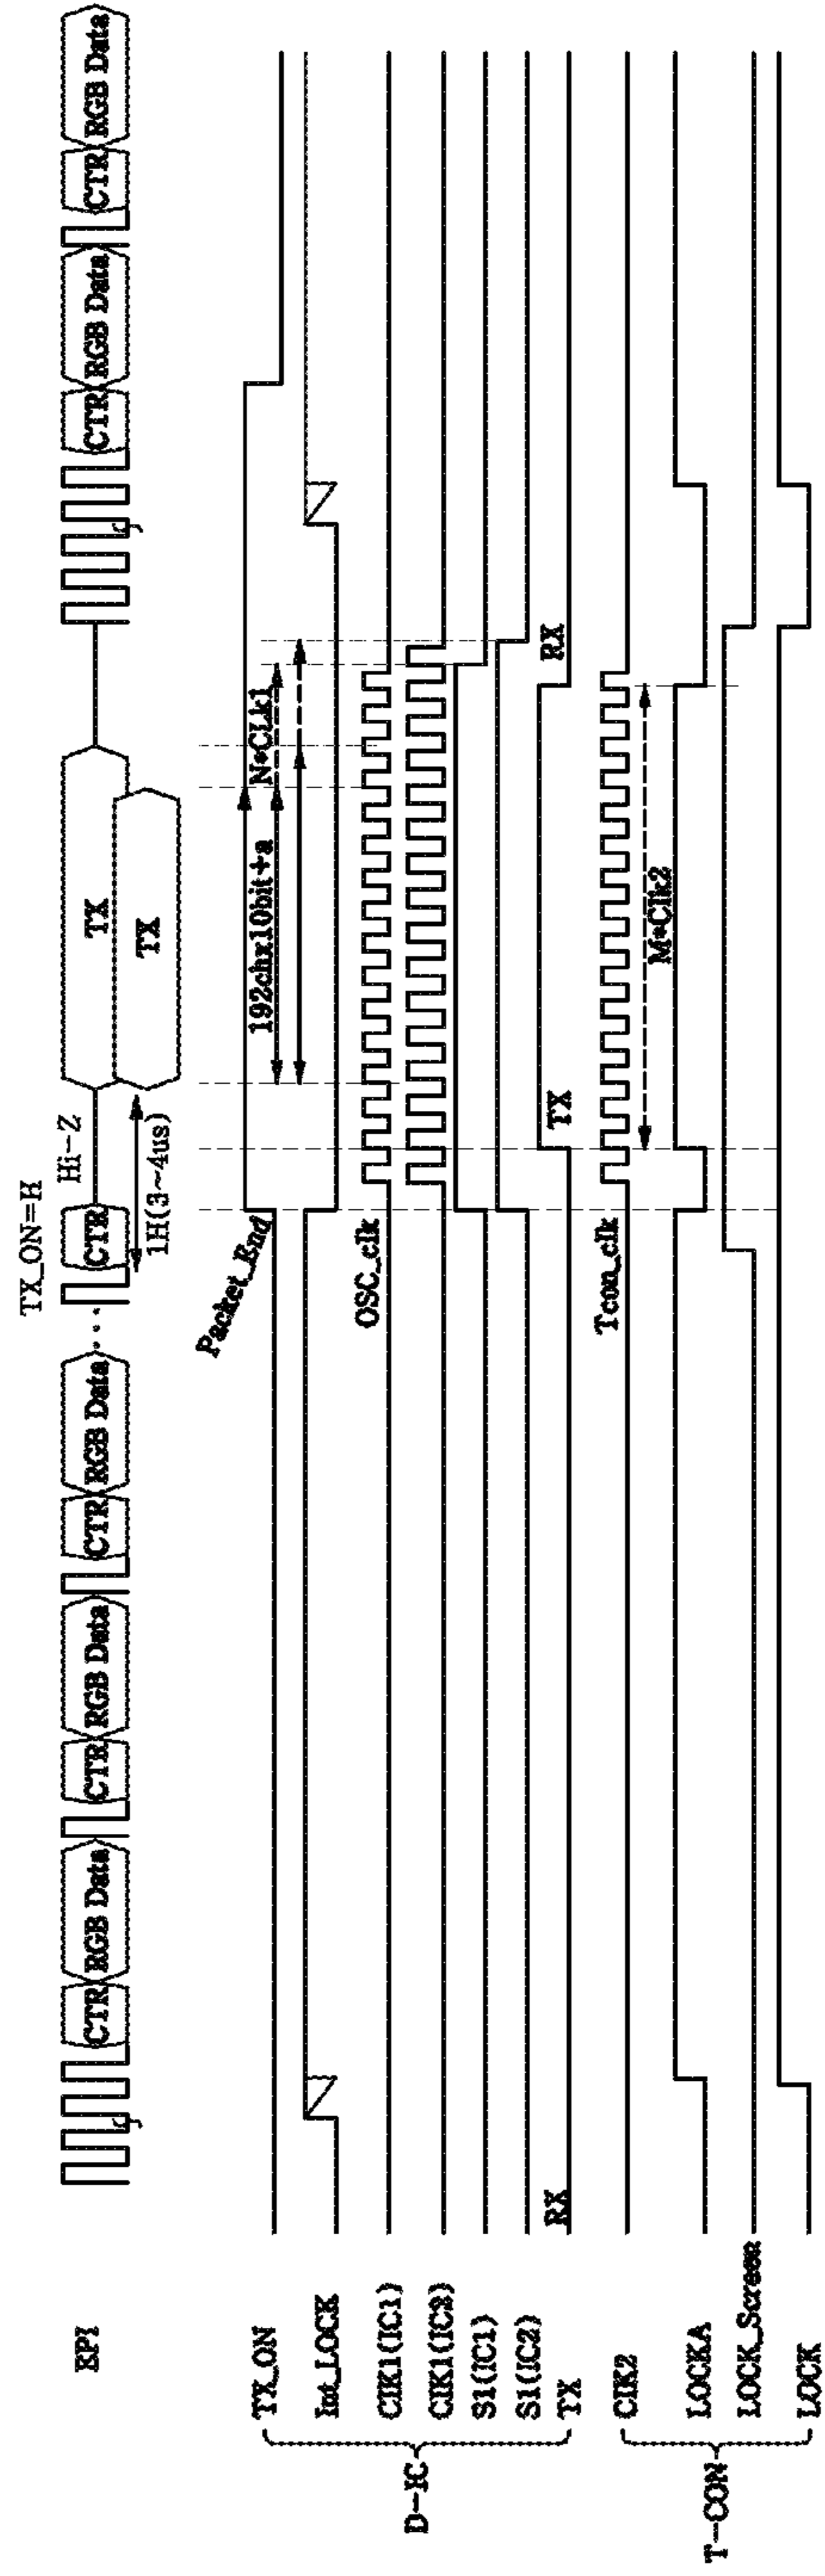 TX_ON=H
EPI
CTR RGB Data CTR RGB Data CTR RGB Data ... CTR Hi-Z TX CTR RGB Data CTR RGB Data
TX
1H(3~4us)
Packet_End
D-IC
TX_ON
192chx10bit+a N*CLk1
Int_LOCK
OSC_clk
ClK1(IC1)
ClK1(IC2)
S1(IC1)
S1(IC2)
TX
RX TX RX
Tcon_clk
T-CON
ClK2
M*Clk2
LOCKA
LOCK_Screen
LOCK